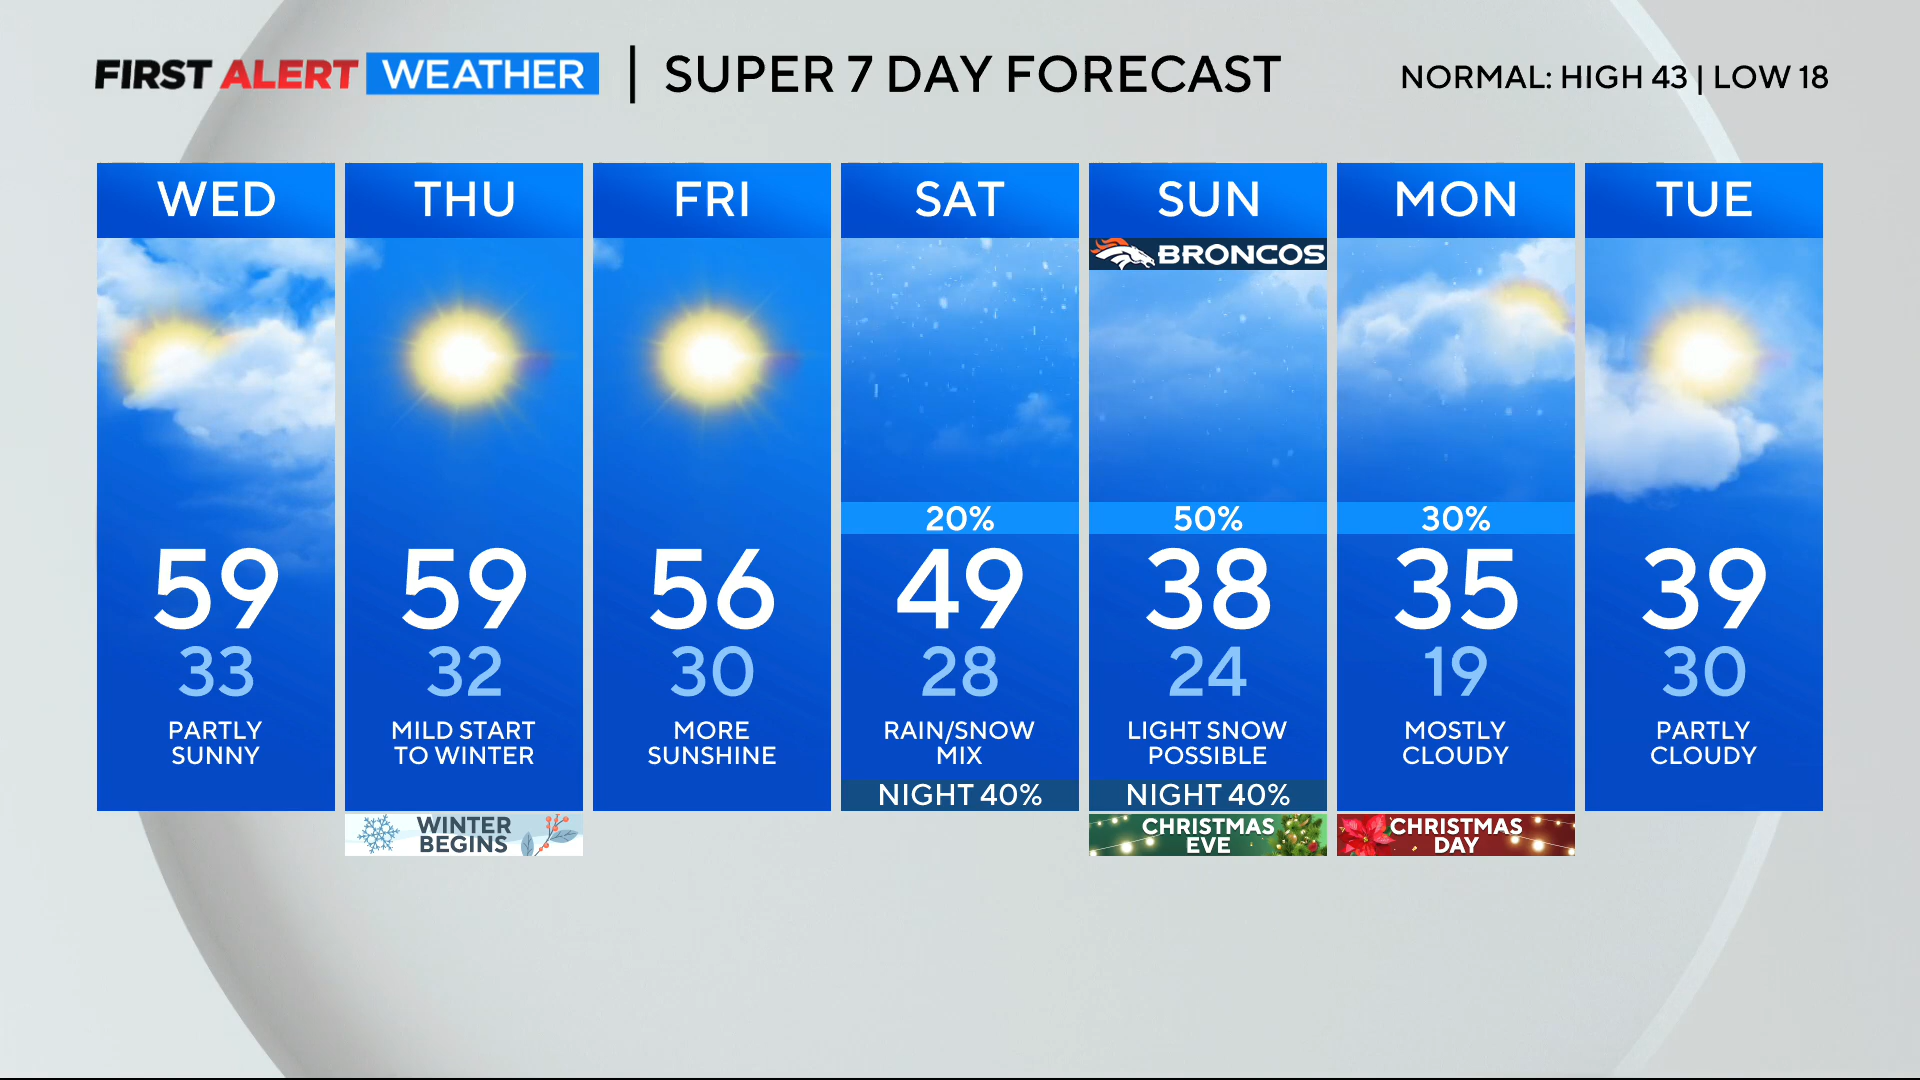 FIRST ALERT WEATHER | SUPER 7 DAY FORECAST
NORMAL: HIGH 43 | LOW 18
WED
59
33
PARTLY
SUNNY
THU
59
32
MILD START
TO WINTER
WINTER
BEGINS
FRI
56
30
MORE
SUNSHINE
SAT
20%
49
28
RAIN/SNOW
MIX
NIGHT 40%
SUN
BRONCOS
50%
38
24
LIGHT SNOW
POSSIBLE
NIGHT 40%
CHRISTMAS
EVE
MON
30%
35
19
MOSTLY
CLOUDY
CHRISTMAS
DAY
TUE
39
30
PARTLY
CLOUDY